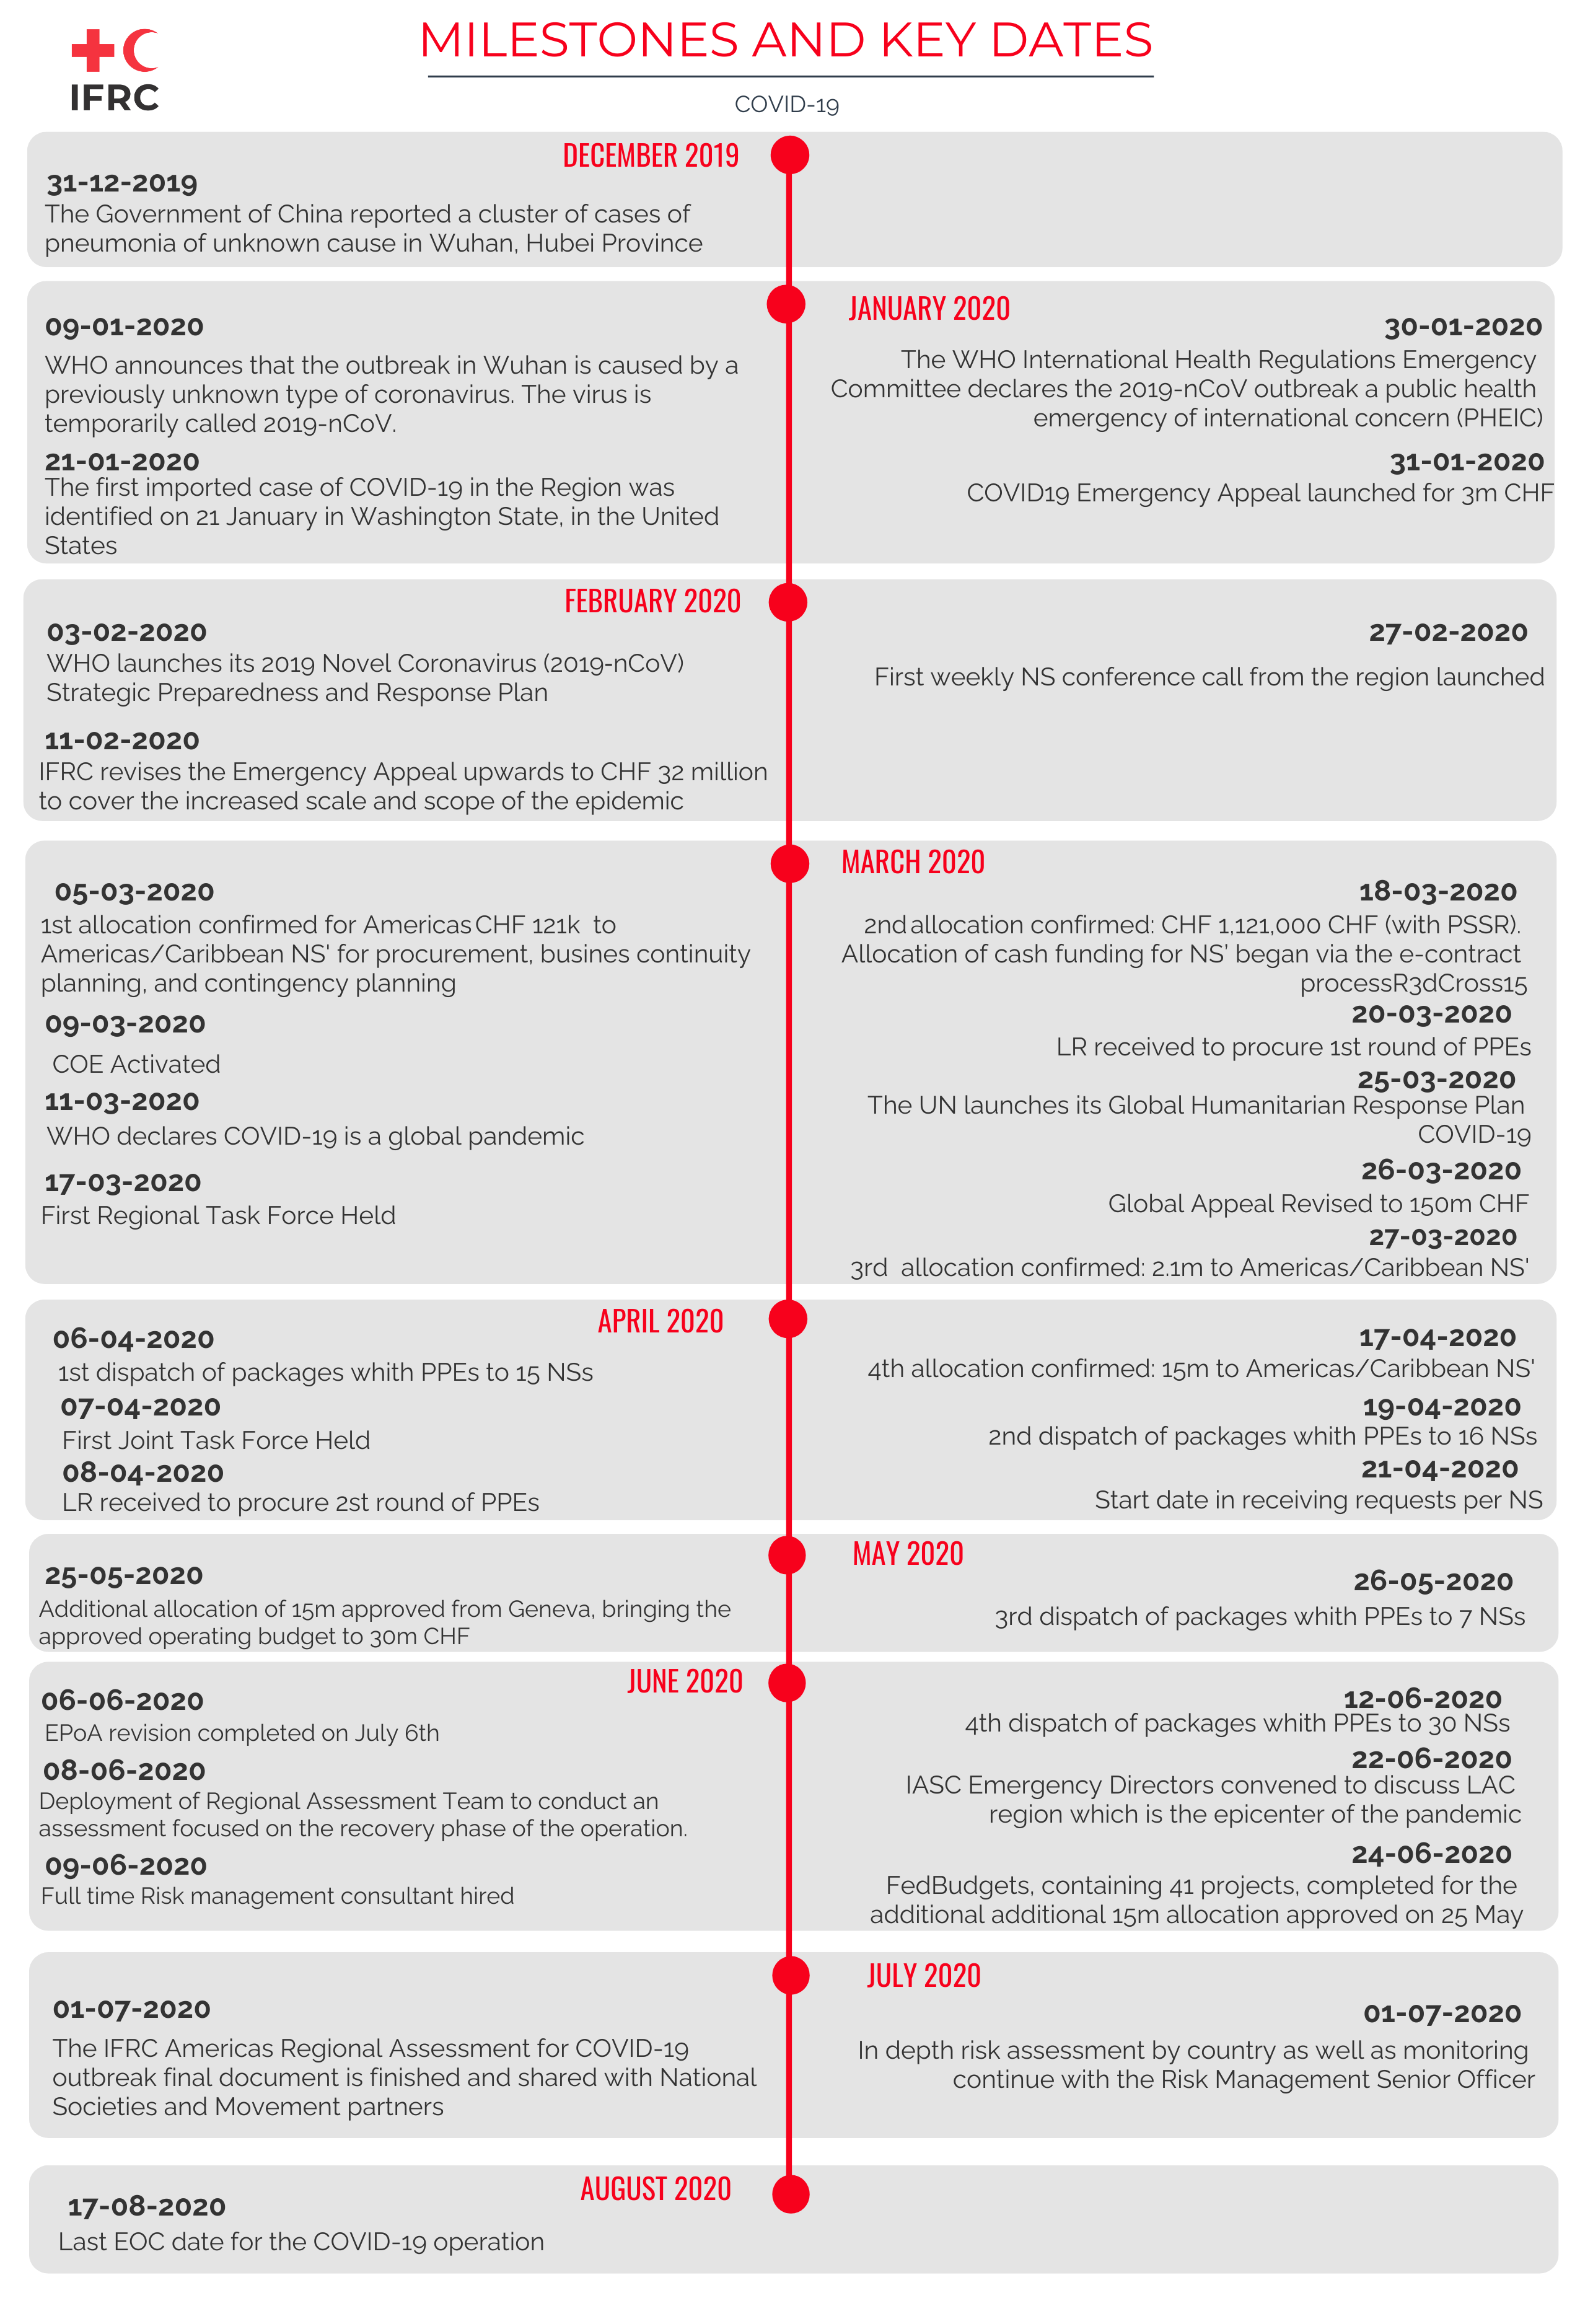 IFRC
MILESTONES AND KEY DATES
COVID-19
DECEMBER 2019
31-12-2019
The Government of China reported a cluster of cases of
pneumonia of unknown cause in Wuhan, Hubei Province
JANUARY 2020
09-01-2020
WHO announces that the outbreak in Wuhan is caused by a
previously unknown type of coronavirus. The virus is
temporarily called 2019-nCoV.
21-01-2020
The first imported case of COVID-19 in the Region was
identified on 21 January in Washington State, in the United
States
30-01-2020
The WHO International Health Regulations Emergency
Committee declares the 2019-nCoV outbreak a public health
emergency of international concern (PHEIC)
31-01-2020
COVID19 Emergency Appeal launched for 3m CHF
FEBRUARY 2020
03-02-2020
WHO launches its 2019 Novel Coronavirus (2019-nCoV)
Strategic Preparedness and Response Plan
11-02-2020
IFRC revises the Emergency Appeal upwards to CHF 32 million
to cover the increased scale and scope of the epidemic
27-02-2020
First weekly NS conference call from the region launched
MARCH 2020
05-03-2020
1st allocation confirmed for Americas CHF 121k to
Americas/Caribbean NS' for procurement, busines continuity
planning, and contingency planning
09-03-2020
COE Activated
11-03-2020
WHO declares COVID-19 is a global pandemic
17-03-2020
First Regional Task Force Held
18-03-2020
2nd allocation confirmed: CHF 1,121,000 CHF (with PSSR).
Allocation of cash funding for NS’ began via the e-contract
processR3dCross15
20-03-2020
LR received to procure 1st round of PPEs
25-03-2020
The UN launches its Global Humanitarian Response Plan
COVID-19
26-03-2020
Global Appeal Revised to 150m CHF
27-03-2020
3rd allocation confirmed: 2.1m to Americas/Caribbean NS'
APRIL 2020
06-04-2020
1st dispatch of packages whith PPEs to 15 NSs
07-04-2020
First Joint Task Force Held
08-04-2020
LR received to procure 2st round of PPEs
17-04-2020
4th allocation confirmed: 15m to Americas/Caribbean NS'
19-04-2020
2nd dispatch of packages whith PPEs to 16 NSs
21-04-2020
Start date in receiving requests per NS
MAY 2020
25-05-2020
Additional allocation of 15m approved from Geneva, bringing the
approved operating budget to 30m CHF
26-05-2020
3rd dispatch of packages whith PPEs to 7 NSs
JUNE 2020
06-06-2020
EPoA revision completed on July 6th
08-06-2020
Deployment of Regional Assessment Team to conduct an
assessment focused on the recovery phase of the operation.
09-06-2020
Full time Risk management consultant hired
12-06-2020
4th dispatch of packages whith PPEs to 30 NSs
22-06-2020
IASC Emergency Directors convened to discuss LAC
region which is the epicenter of the pandemic
24-06-2020
FedBudgets, containing 41 projects, completed for the
additional additional 15m allocation approved on 25 May
JULY 2020
01-07-2020
The IFRC Americas Regional Assessment for COVID-19
outbreak final document is finished and shared with National
Societies and Movement partners
01-07-2020
In depth risk assessment by country as well as monitoring
continue with the Risk Management Senior Officer
AUGUST 2020
17-08-2020
Last EOC date for the COVID-19 operation